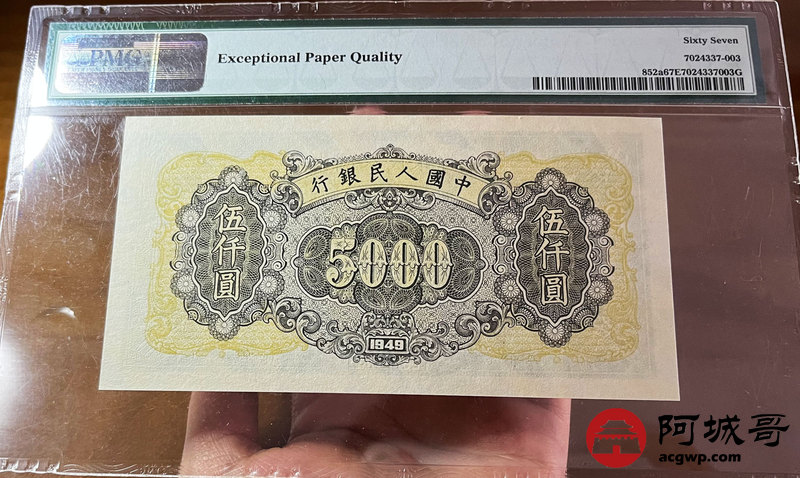 PMG
Exceptional Paper Quality
Sixty Seven
7024337-003
852a67E7024337003G
行銀民人國中
伍仟圓
5000
伍仟圓
1949
阿城哥
acgwp.com